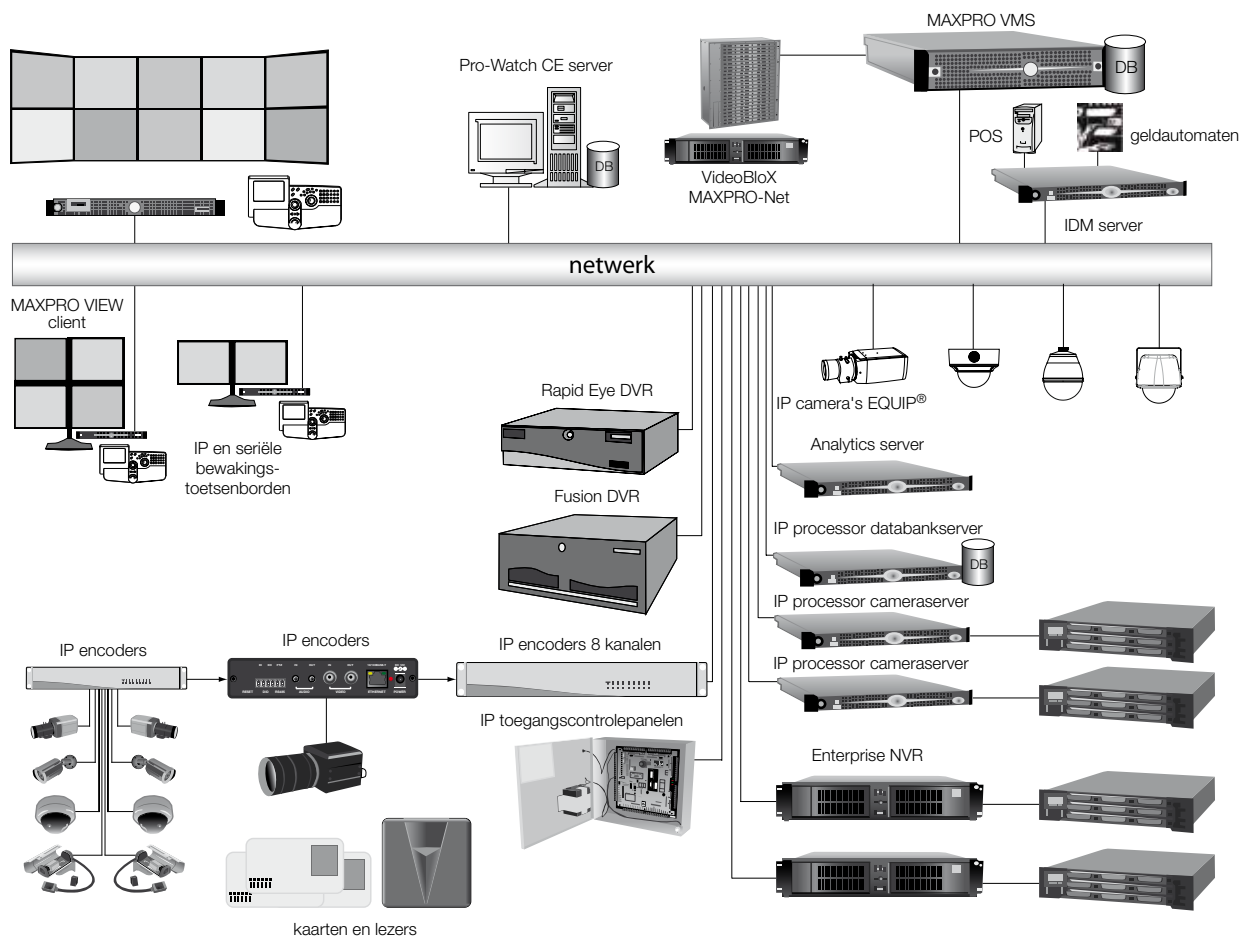 MAXPRO VMS
Pro-Watch CE server
DB
DB
POS
geldautomaten
VideoBloX
MAXPRO-Net
IDM server
netwerk
MAXPRO VIEW
client
IP en seriële
bewakings-
toetsenborden
Rapid Eye DVR
IP camera's EQUIP®
Analytics server
Fusion DVR
IP processor databankserver
DB
IP processor cameraserver
IP encoders
IP encoders
IP encoders 8 kanalen
IP processor cameraserver
IP toegangscontrolepanelen
Enterprise NVR
kaarten en lezers